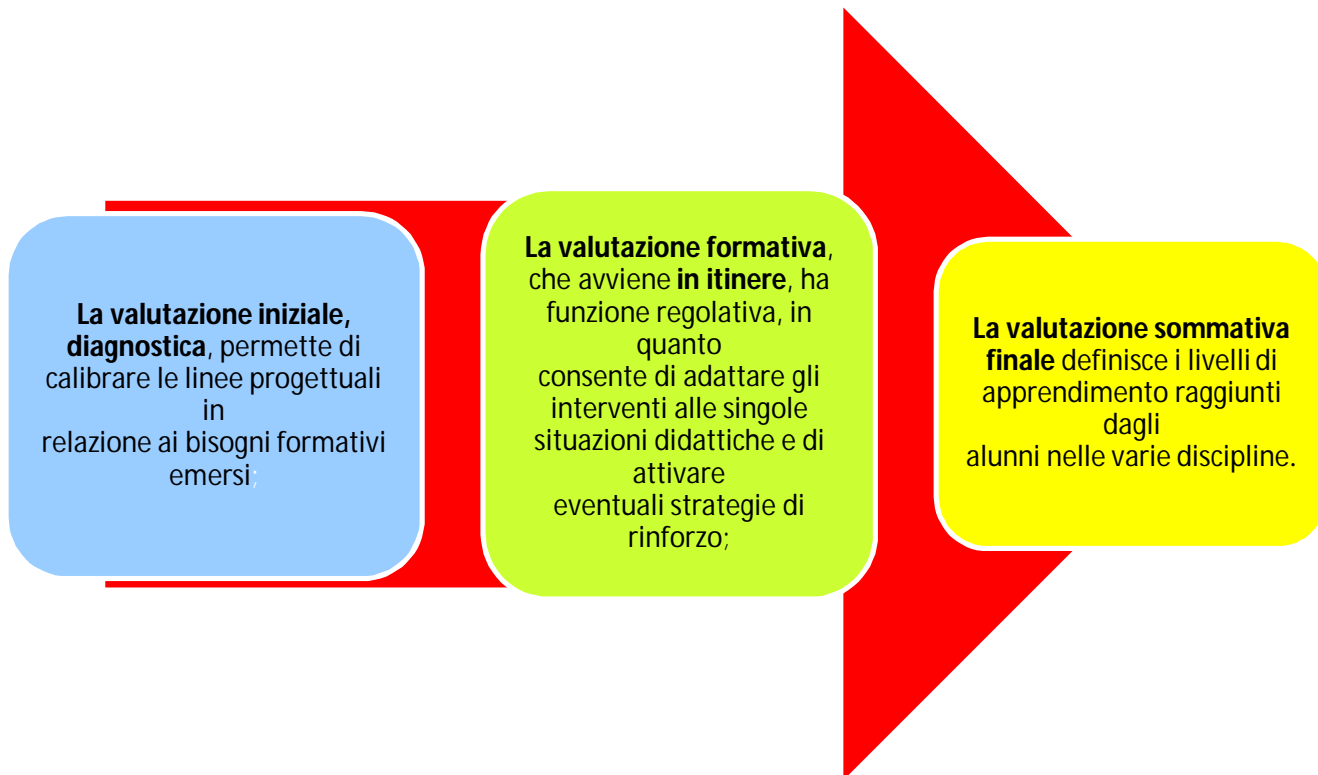 La valutazione iniziale,
diagnostica, permette di
calibrare le linee progettuali
in
relazione ai bisogni formativi
emersi;
La valutazione formativa,
che avviene in itinere, ha
funzione regolativa, in
quanto
consente di adattare gli
interventi alle singole
situazioni didattiche e di
attivare
eventuali strategie di
rinforzo;
La valutazione sommativa
finale definisce i livelli di
apprendimento raggiunti
dagli
alunni nelle varie discipline.